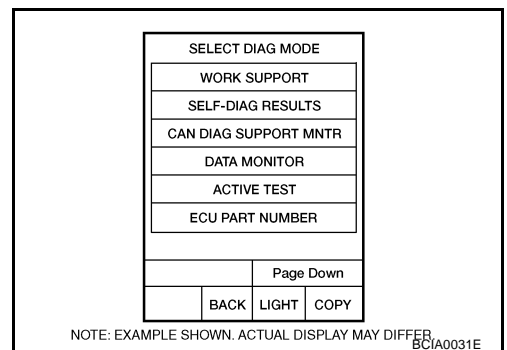 SELECT DIAG MODE
WORK SUPPORT
SELF-DIAG RESULTS
CAN DIAG SUPPORT MNTR
DATA MONITOR
ACTIVE TEST
ECU PART NUMBER
Page Down
BACK LIGHT COPY
NOTE: EXAMPLE SHOWN. ACTUAL DISPLAY MAY DIFFER
BCIA0031E